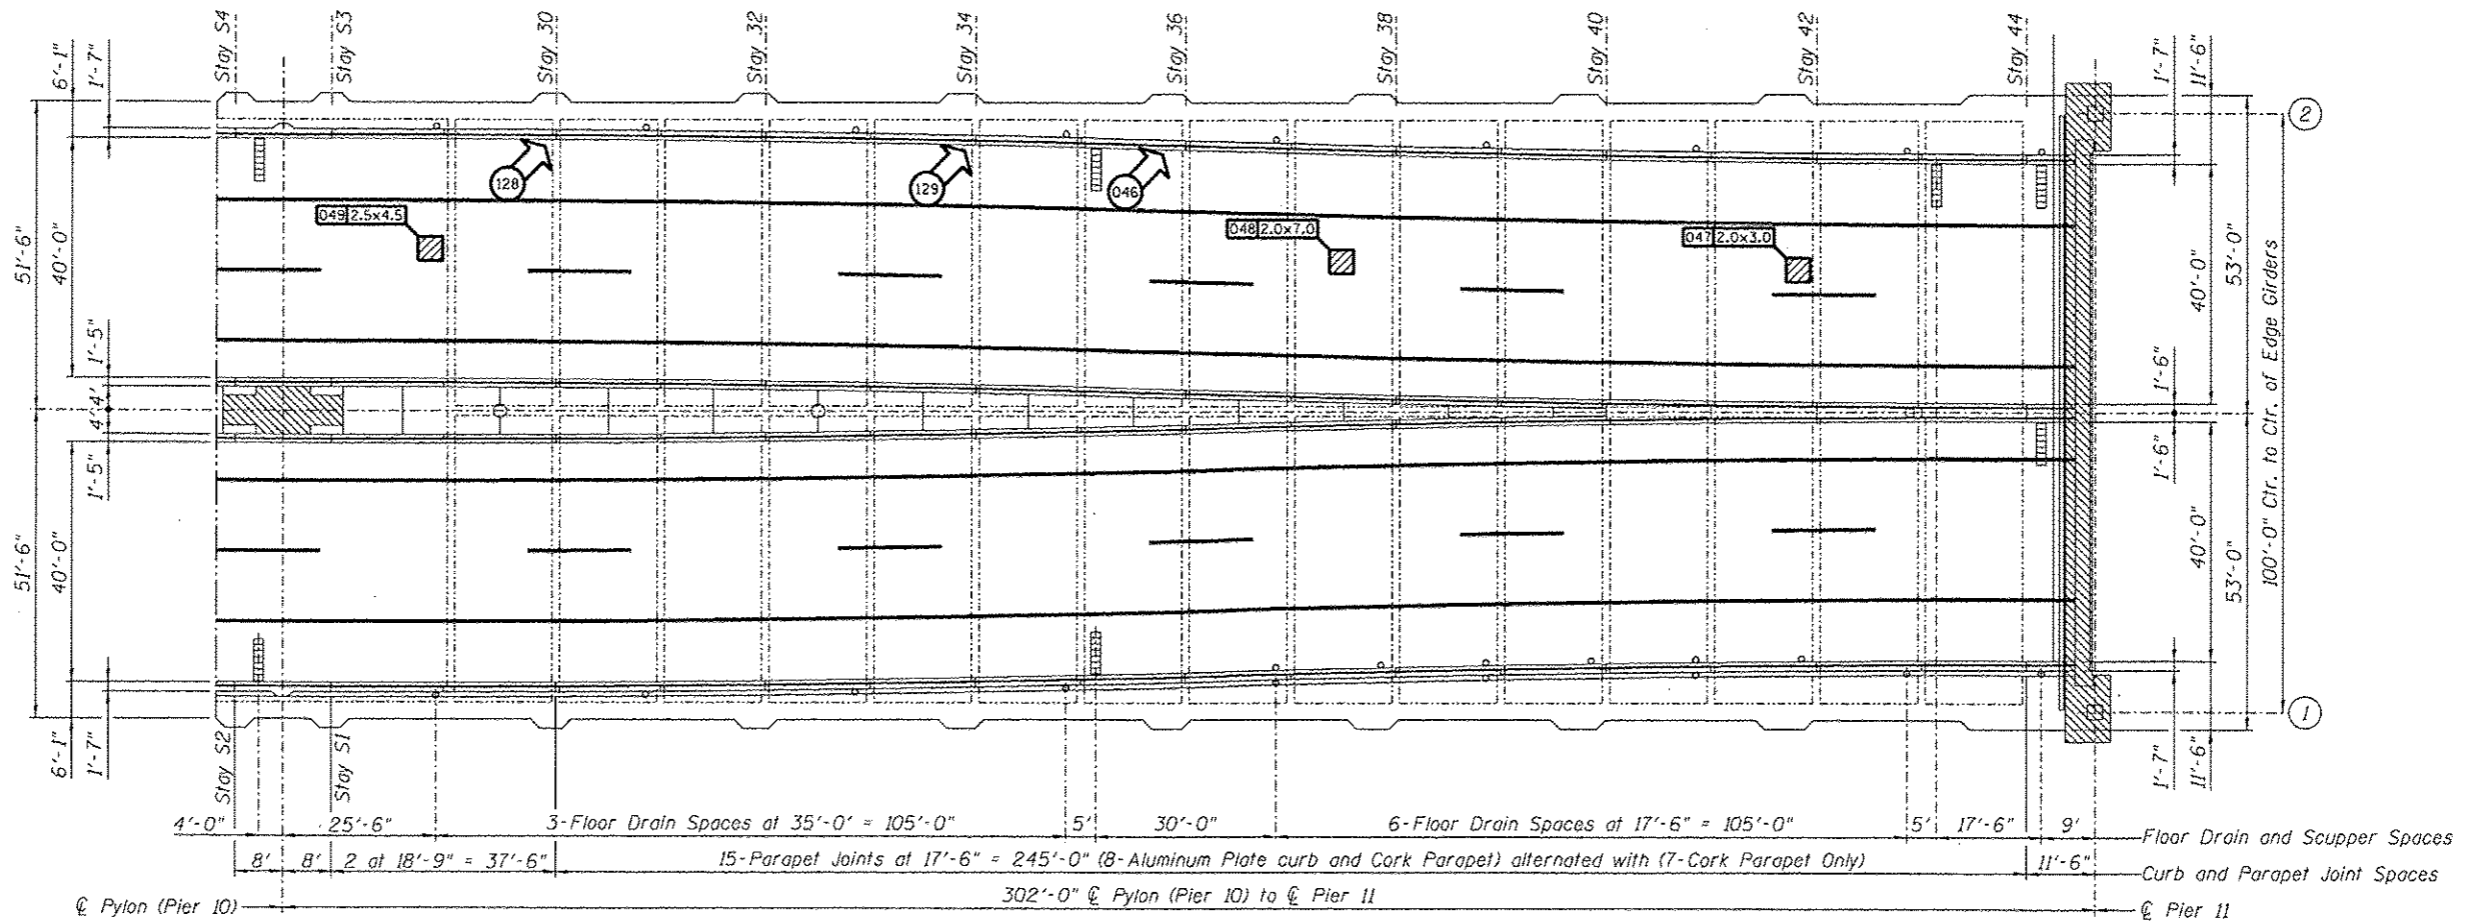 Stay S4
Stay S3
Stay 30
Stay 32
Stay 34
Stay 36
Stay 38
Stay 40
Stay 42
Stay 44
6'-1"
1'-7"
1'-7"
11'-6"
2
128
129
046
049 2.5x4.5
048 2.0x7.0
047 2.0x3.0
51'-6"
40'-0"
40'-0"
53'-0"
100'-0" Ctr. to Ctr. of Edge Girders
1'-5"
4'
4'
1'-5"
1'-6"
1'-6"
51'-6"
40'-0"
40'-0"
53'-0"
1
6'-1"
1'-7"
Stay S2
Stay S1
1'-7"
11'-6"
4'-0" 25'-6" 3-Floor Drain Spaces at 35'-0' = 105'-0" 5' 30'-0" 6-Floor Drain Spaces at 17'-6" = 105'-0" 5' 17'-6" 9' Floor Drain and Scupper Spaces
8' 8' 2 at 18'-9" = 37'-6" 15-Parapet Joints at 17'-6" = 245'-0" (8-Aluminum Plate curb and Cork Parapet) alternated with (7-Cork Parapet Only) 11'-6" Curb and Parapet Joint Spaces
℄ Pylon (Pier 10) 302'-0" ℄ Pylon (Pier 10) to ℄ Pier 11 ℄ Pier 11